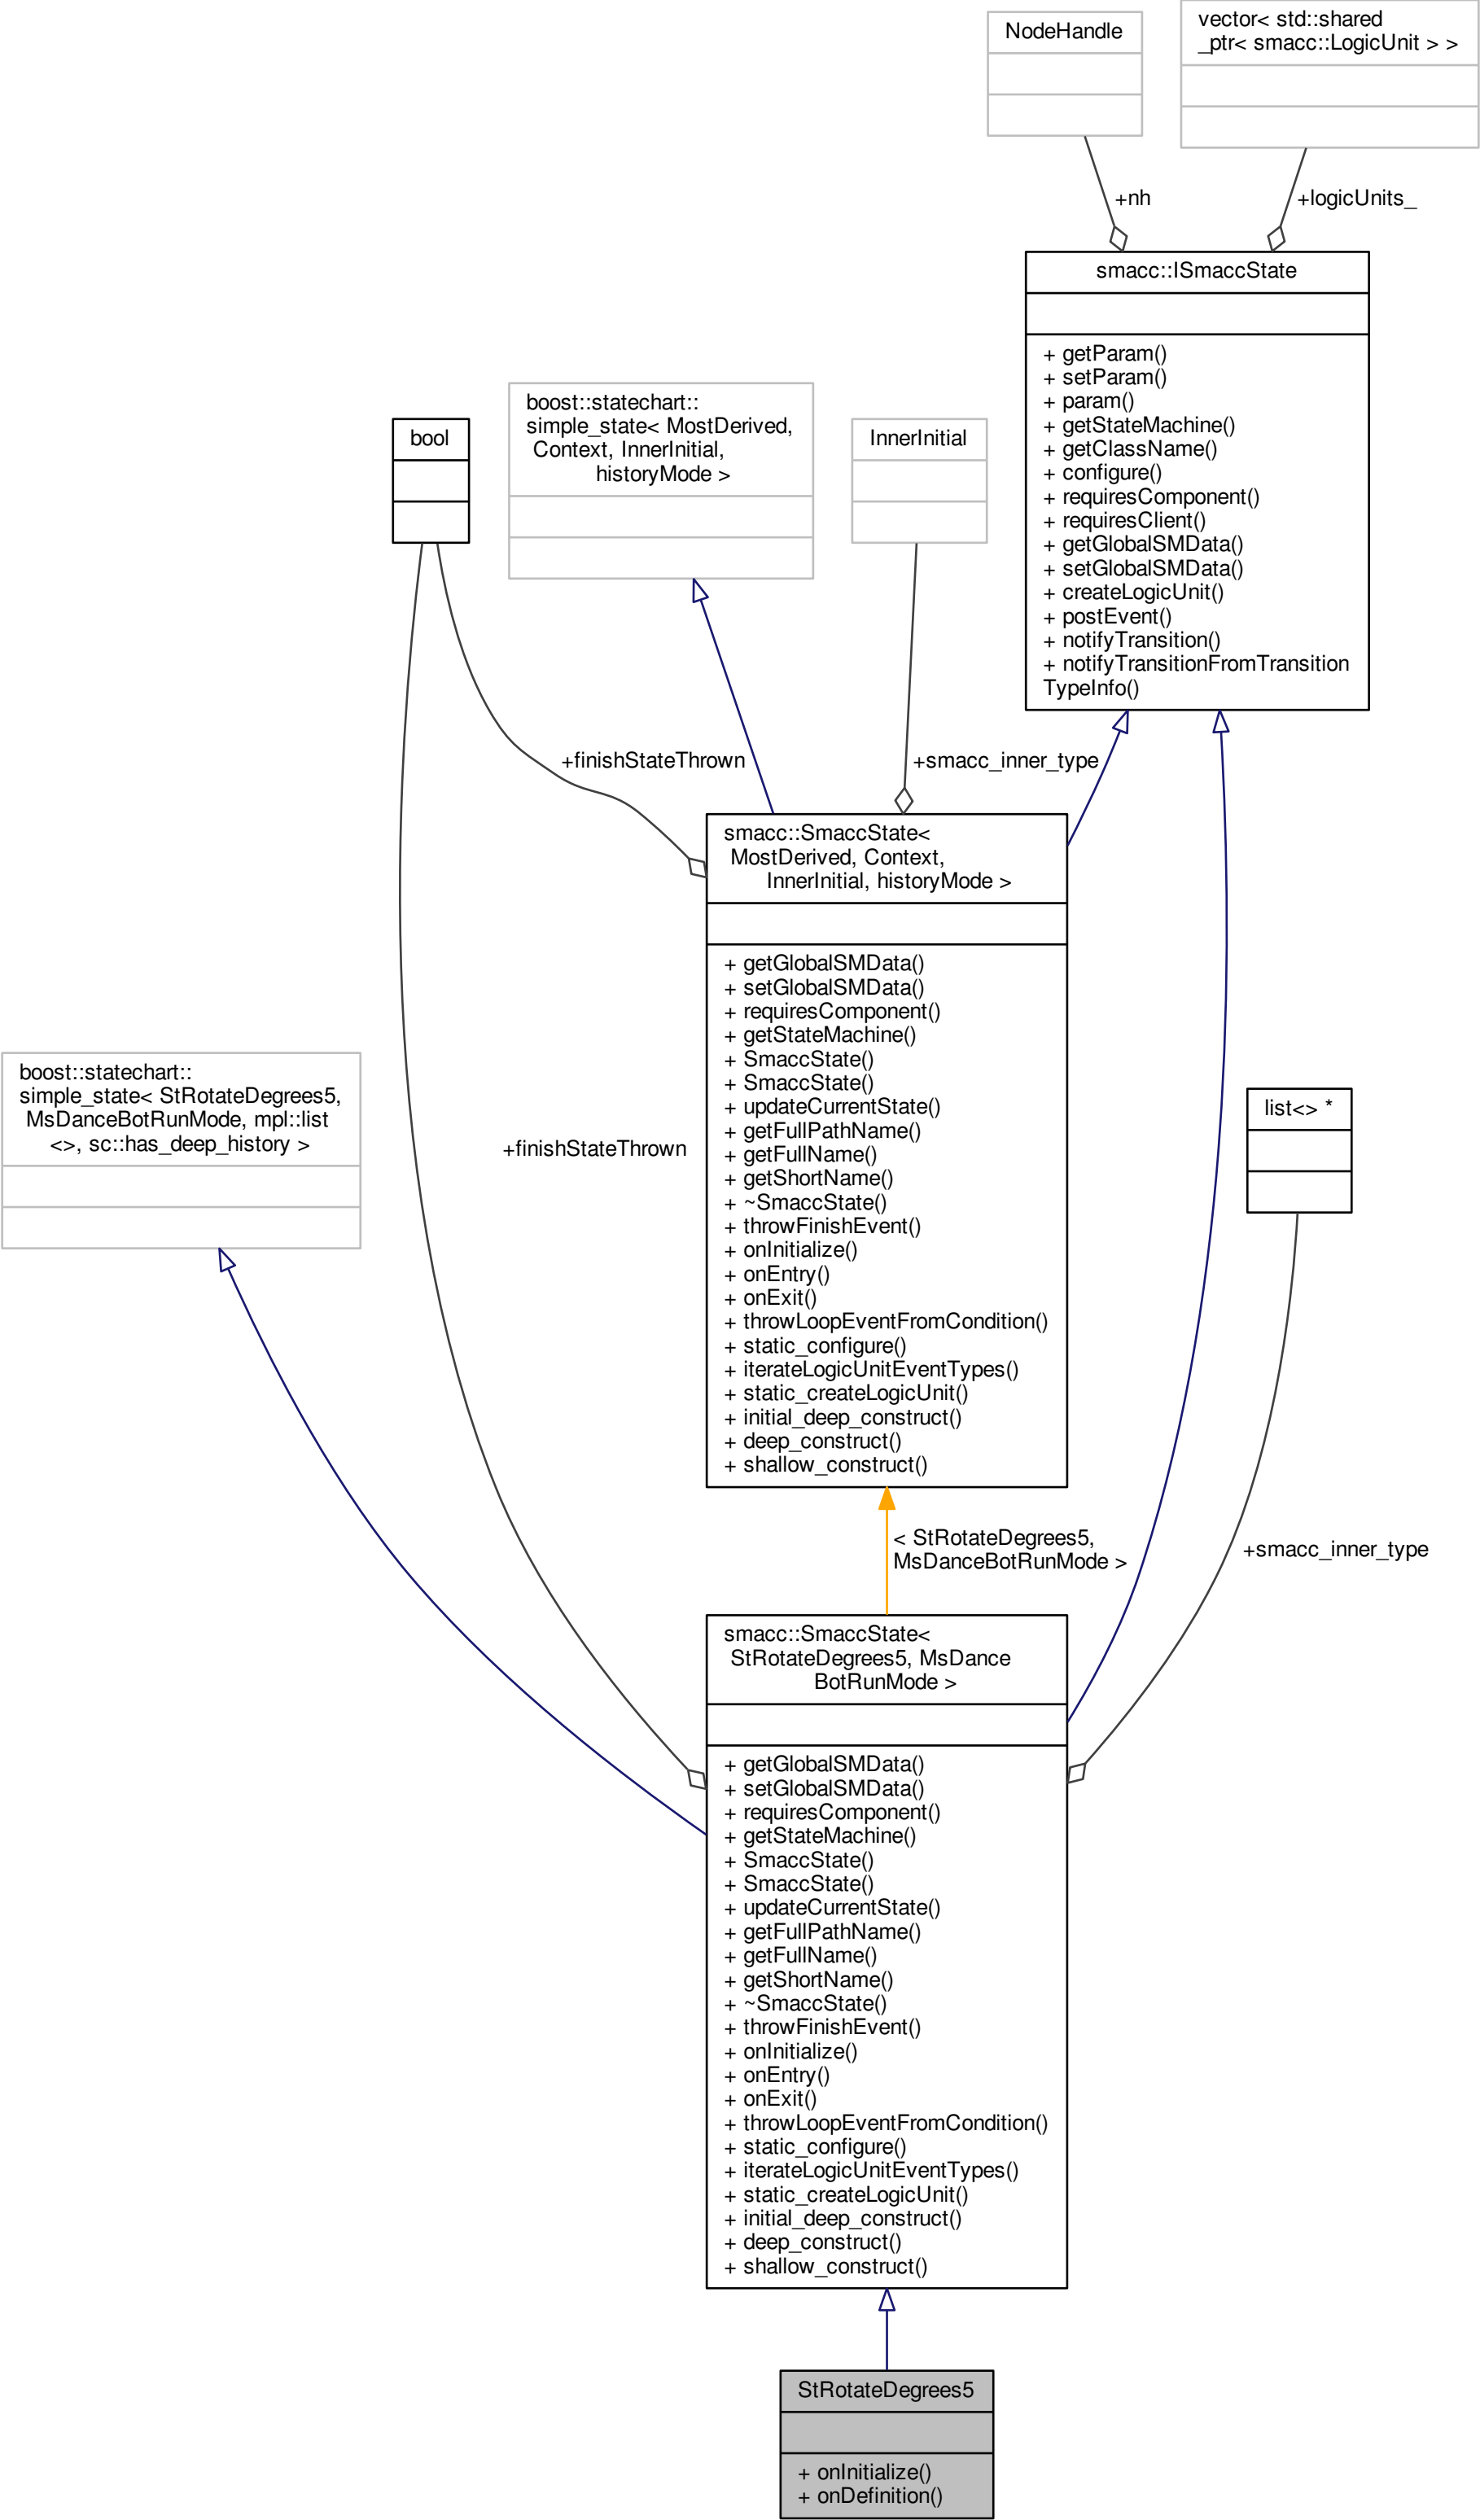 NodeHandle
vector< std::shared
_ptr< smacc::LogicUnit > >
+nh
+logicUnits_
smacc::ISmaccState
+ getParam()
+ setParam()
+ param()
+ getStateMachine()
+ getClassName()
+ configure()
+ requiresComponent()
+ requiresClient()
+ getGlobalSMData()
+ setGlobalSMData()
+ createLogicUnit()
+ postEvent()
+ notifyTransition()
+ notifyTransitionFromTransition
TypeInfo()
bool
boost::statechart::
simple_state< MostDerived,
Context, InnerInitial,
historyMode >
InnerInitial
+finishStateThrown
+smacc_inner_type
smacc::SmaccState<
MostDerived, Context,
InnerInitial, historyMode >
+ getGlobalSMData()
+ setGlobalSMData()
+ requiresComponent()
+ getStateMachine()
+ SmaccState()
+ SmaccState()
+ updateCurrentState()
+ getFullPathName()
+ getFullName()
+ getShortName()
+ ~SmaccState()
+ throwFinishEvent()
+ onInitialize()
+ onEntry()
+ onExit()
+ throwLoopEventFromCondition()
+ static_configure()
+ iterateLogicUnitEventTypes()
+ static_createLogicUnit()
+ initial_deep_construct()
+ deep_construct()
+ shallow_construct()
boost::statechart::
simple_state< StRotateDegrees5,
MsDanceBotRunMode, mpl::list
<>, sc::has_deep_history >
+finishStateThrown
list<> *
< StRotateDegrees5,
MsDanceBotRunMode >
+smacc_inner_type
smacc::SmaccState<
StRotateDegrees5, MsDance
BotRunMode >
+ getGlobalSMData()
+ setGlobalSMData()
+ requiresComponent()
+ getStateMachine()
+ SmaccState()
+ SmaccState()
+ updateCurrentState()
+ getFullPathName()
+ getFullName()
+ getShortName()
+ ~SmaccState()
+ throwFinishEvent()
+ onInitialize()
+ onEntry()
+ onExit()
+ throwLoopEventFromCondition()
+ static_configure()
+ iterateLogicUnitEventTypes()
+ static_createLogicUnit()
+ initial_deep_construct()
+ deep_construct()
+ shallow_construct()
StRotateDegrees5
+ onInitialize()
+ onDefinition()